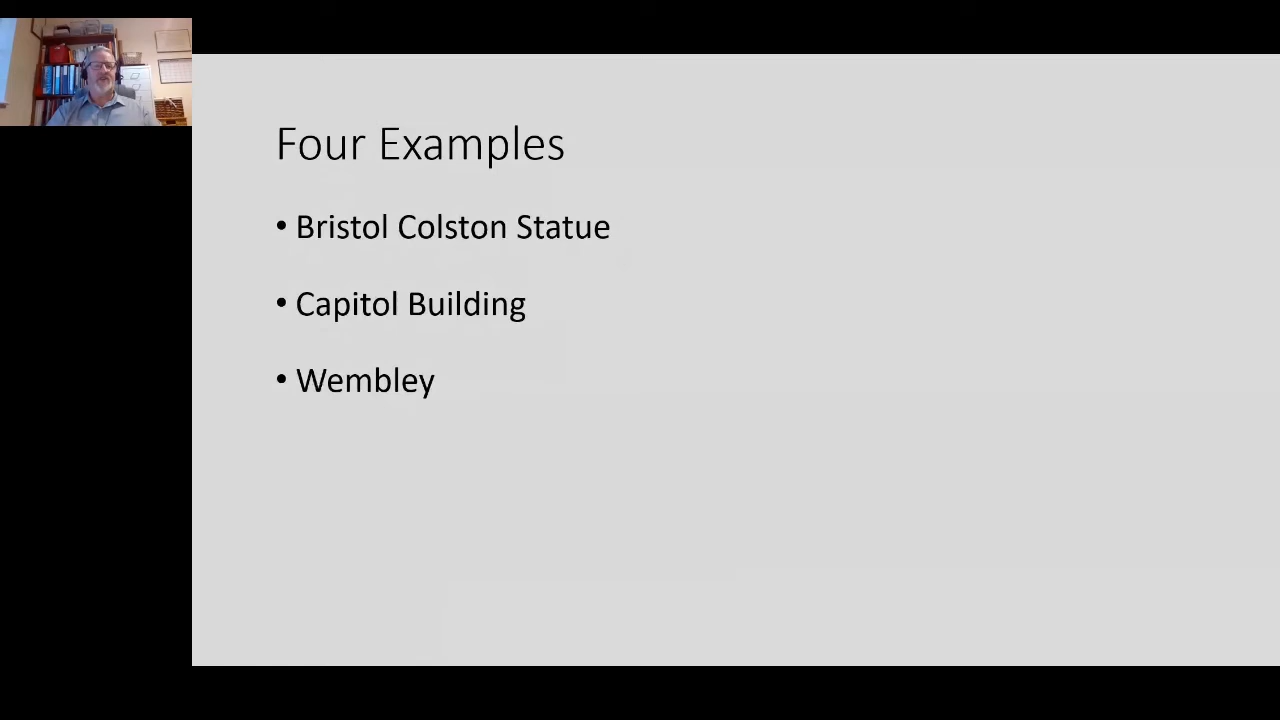 Four Examples
• Bristol Colston Statue
• Capitol Building
• Wembley